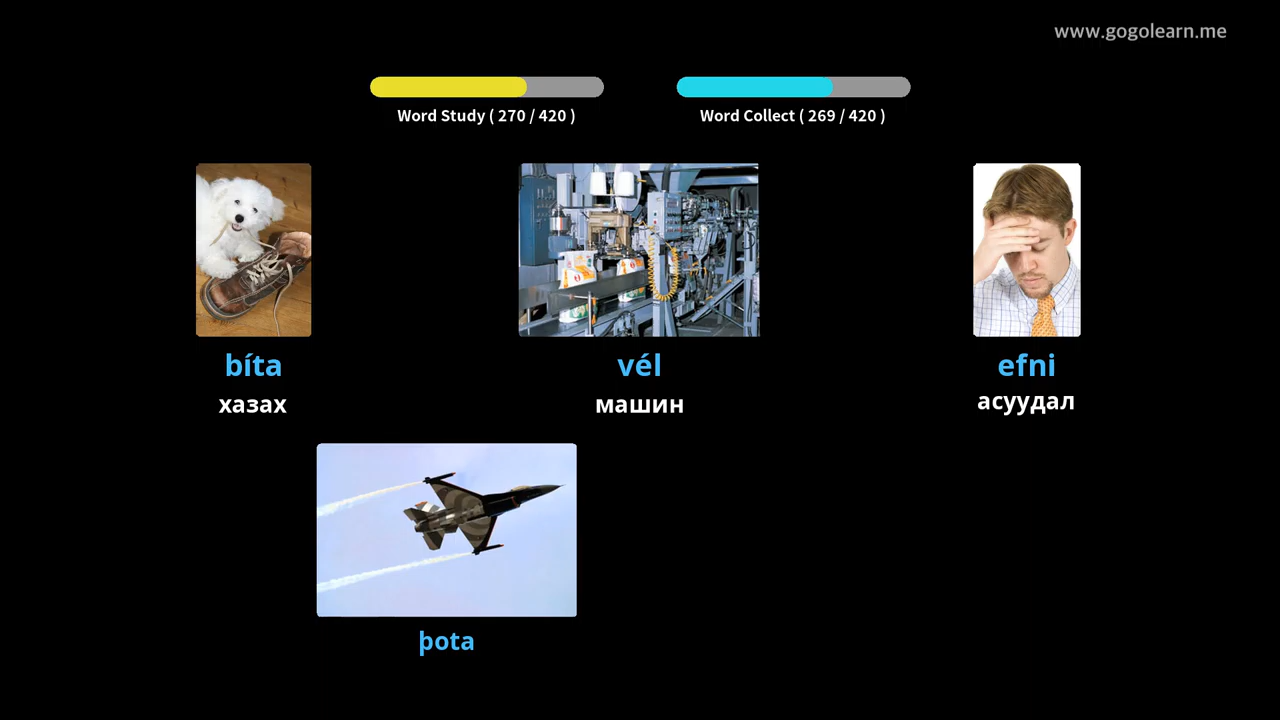 www.gogolearn.me
Word Study ( 270 / 420 )
Word Collect ( 269 / 420 )
bíta
vél
efni
хазах
машин
асуудал
þota